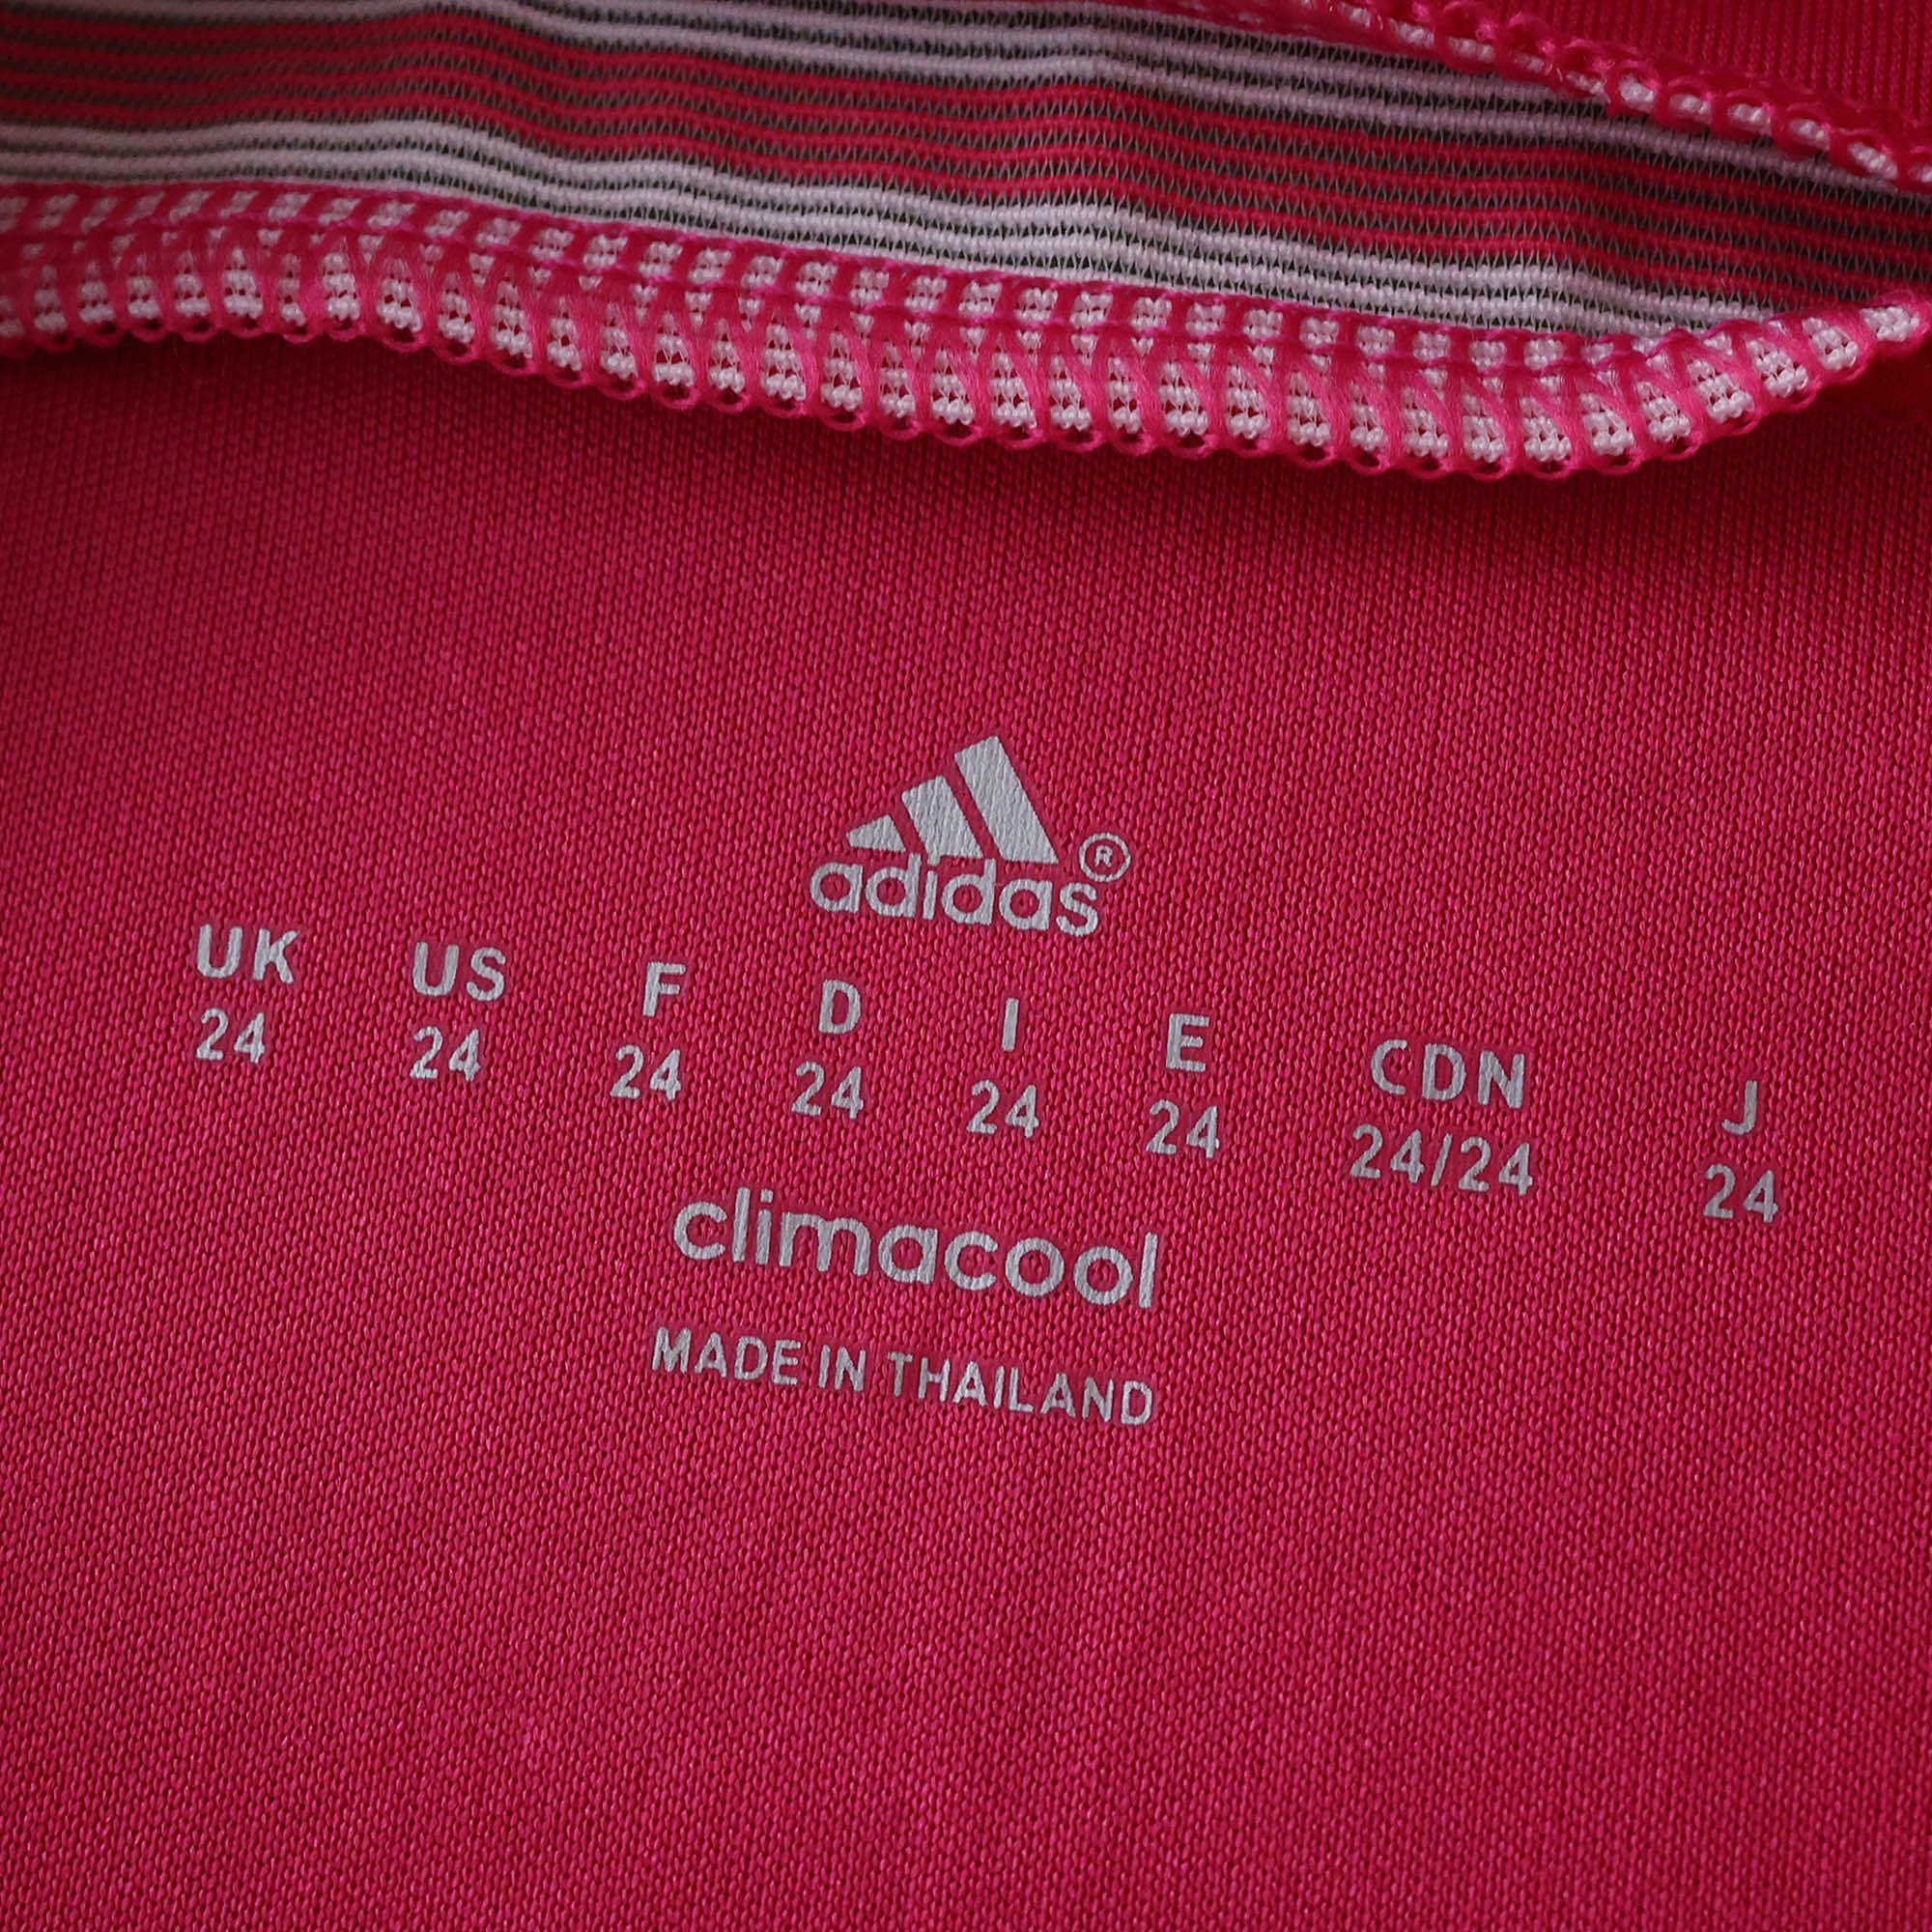 adidas®
UK US F D I E CDN J
24 24 24 24 24 24 24/24 24
climacool
MADE IN THAILAND